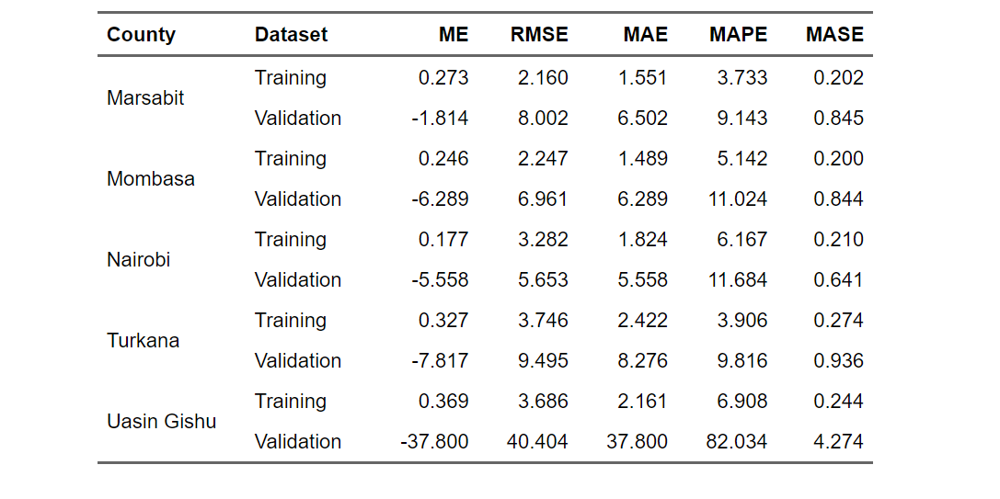 County Dataset ME RMSE MAE MAPE MASE
Training 0.273 2.160 1.551 3.733 0.202
Marsabit
Validation -1.814 8.002 6.502 9.143 0.845
Training 0.246 2.247 1.489 5.142 0.200
Mombasa
Validation -6.289 6.961 6.289 11.024 0.844
Training 0.177 3.282 1.824 6.167 0.210
Nairobi
Validation -5.558 5.653 5.558 11.684 0.641
Training 0.327 3.746 2.422 3.906 0.274
Turkana
Validation -7.817 9.495 8.276 9.816 0.936
Training 0.369 3.686 2.161 6.908 0.244
Uasin Gishu
Validation -37.800 40.404 37.800 82.034 4.274